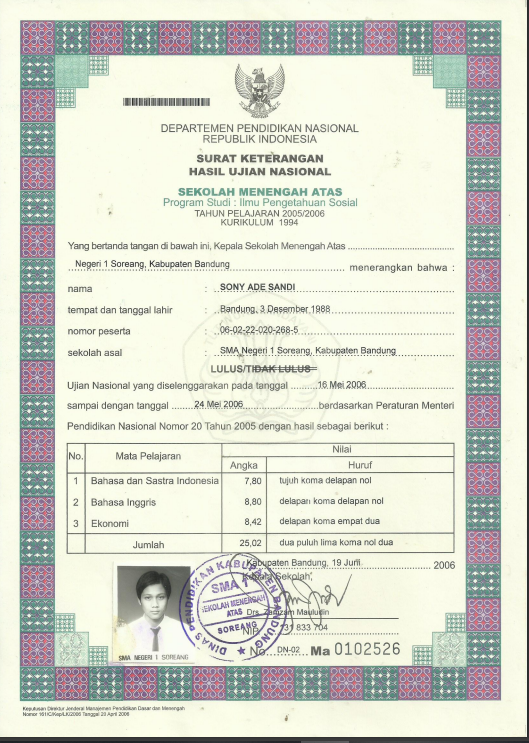 DEPARTEMEN PENDIDIKAN NASIONAL
REPUBLIK INDONESIA
SURAT KETERANGAN
HASIL UJIAN NASIONAL
SEKOLAH MENENGAH ATAS
Program Studi : Ilmu Pengetahuan Sosial
TAHUN PELAJARAN 2005/2006
KURIKULUM 1994
Yang bertanda tangan di bawah ini, Kepala Sekolah Menengah Atas
Negeri 1 Soreang, Kabupaten Bandung menerangkan bahwa :
nama : SONY ADE SANDI
tempat dan tanggal lahir : Bandung, 3 Desember 1988
nomor peserta : 06-02-22-020-268-5
sekolah asal : SMA Negeri 1 Soreang, Kabupaten Bandung
LULUS/TIDAK LULUS
Ujian Nasional yang diselenggarakan pada tanggal 16 Mei 2006
sampai dengan tanggal 24 Mei 2006 berdasarkan Peraturan Menteri
Pendidikan Nasional Nomor 20 Tahun 2005 dengan hasil sebagai berikut :
No. Mata Pelajaran Nilai
Angka Huruf
1 Bahasa dan Sastra Indonesia 7,80 tujuh koma delapan nol
2 Bahasa Inggris 8,80 delapan koma delapan nol
3 Ekonomi 8,42 delapan koma empat dua
Jumlah 25,02 dua puluh lima koma nol dua
Kabupaten Bandung, 19 Juni 2006
Kepala Sekolah,
DINAS PENDIDIKAN KABUPATEN BANDUNG
SMA
SEKOLAH MENENGAH
ATAS
SOREANG
Drs. Zamzam Mauludin
NIP. 131 833 704
No. DN-02 Ma 0102526
SMA NEGERI 1 SOREANG
Keputusan Direktur Jenderal Manajemen Pendidikan Dasar dan Menengah
Nomor 161/C/Kep/LK/2006 Tanggal 23 April 2006